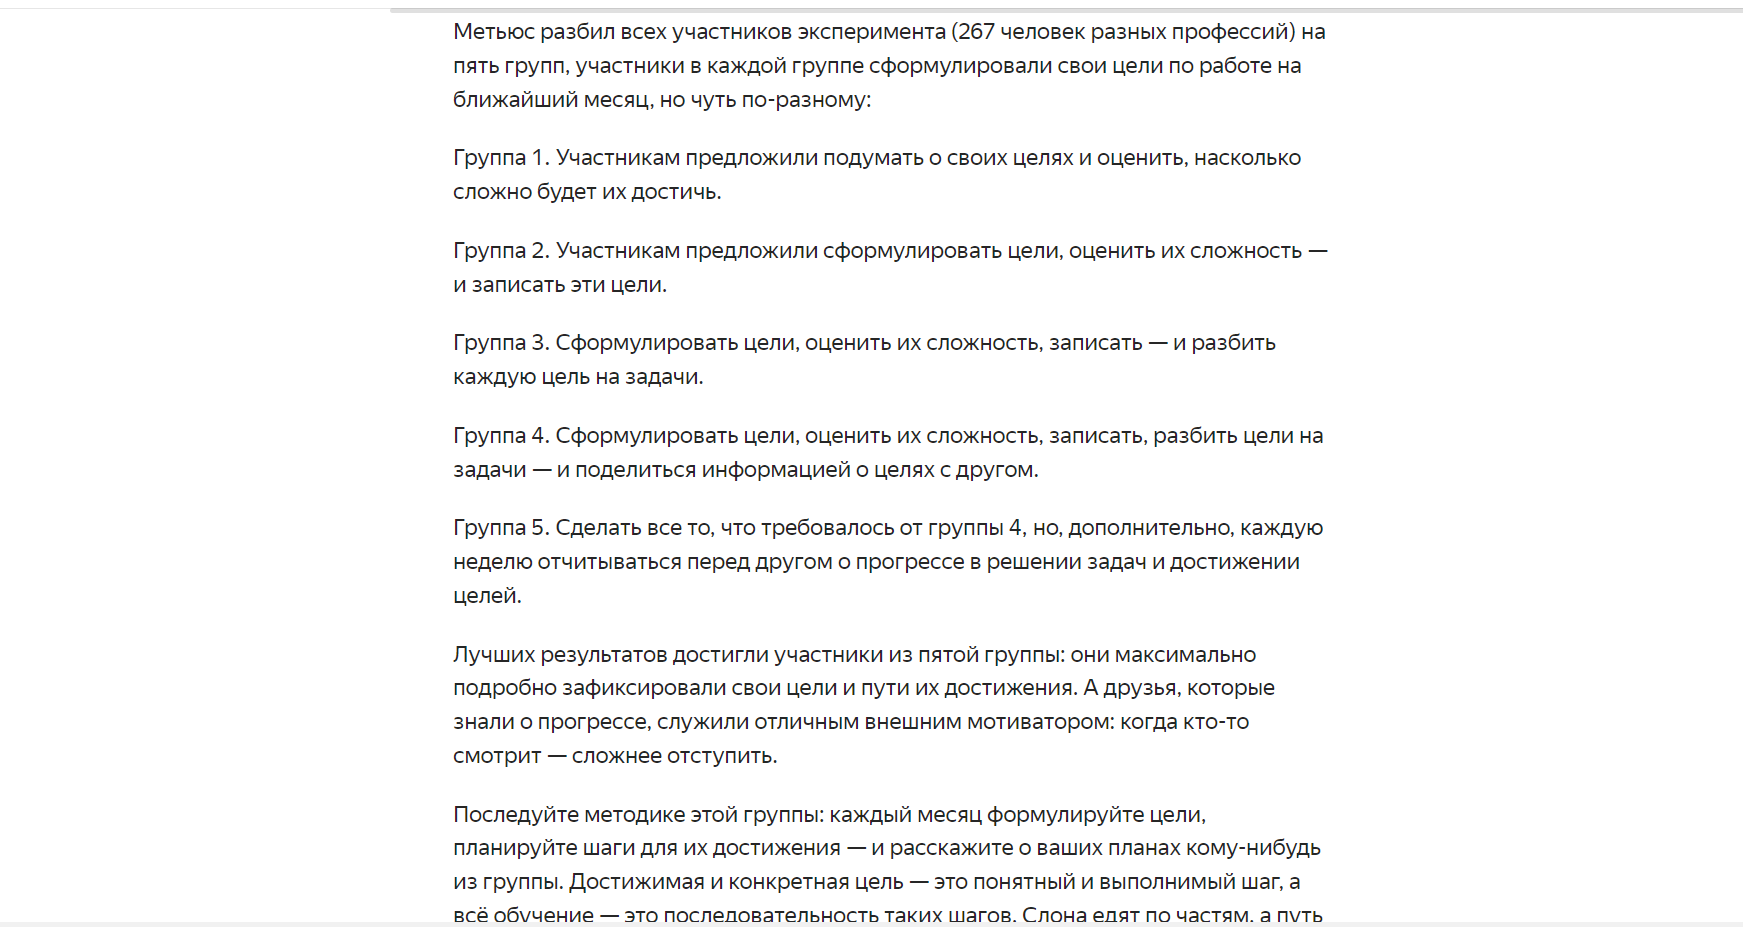 Метьюс разбил всех участников эксперимента (267 человек разных профессий) на
пять групп, участники в каждой группе сформулировали свои цели по работе на
ближайший месяц, но чуть по-разному:
Группа 1. Участникам предложили подумать о своих целях и оценить, насколько
сложно будет их достичь.
Группа 2. Участникам предложили сформулировать цели, оценить их сложность —
и записать эти цели.
Группа 3. Сформулировать цели, оценить их сложность, записать — и разбить
каждую цель на задачи.
Группа 4. Сформулировать цели, оценить их сложность, записать, разбить цели на
задачи — и поделиться информацией о целях с другом.
Группа 5. Сделать все то, что требовалось от группы 4, но, дополнительно, каждую
неделю отчитываться перед другом о прогрессе в решении задач и достижении
целей.
Лучших результатов достигли участники из пятой группы: они максимально
подробно зафиксировали свои цели и пути их достижения. А друзья, которые
знали о прогрессе, служили отличным внешним мотиватором: когда кто-то
смотрит — сложнее отступить.
Последуйте методике этой группы: каждый месяц формулируйте цели,
планируйте шаги для их достижения — и расскажите о ваших планах кому-нибудь
из группы. Достижимая и конкретная цель — это понятный и выполнимый шаг, а
всё обучение — это последовательность таких шагов. Слона едят по частям, а путь